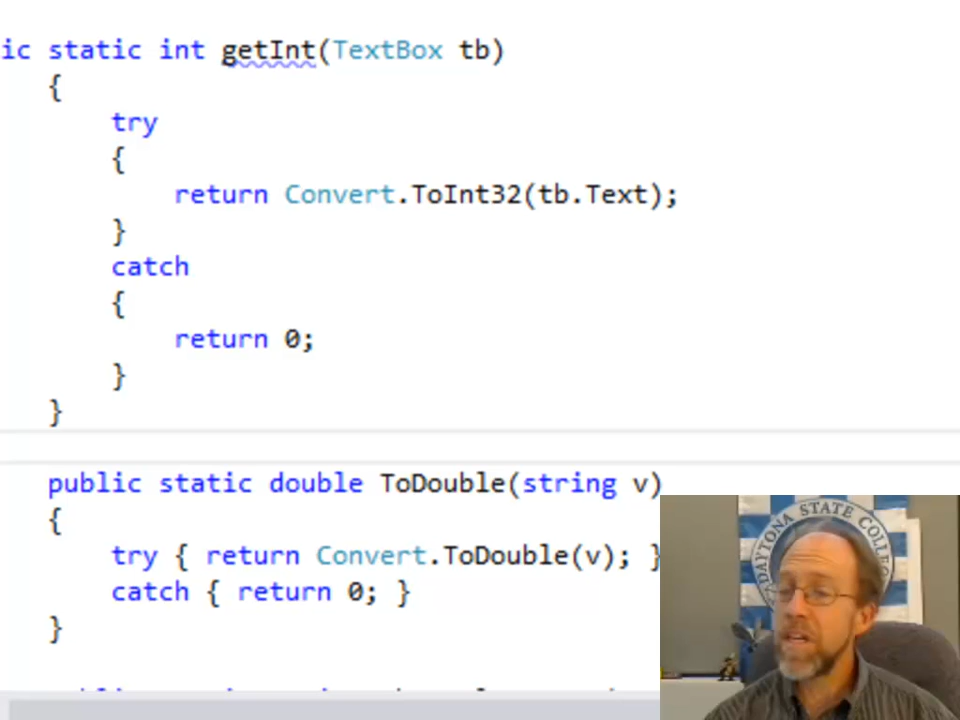 ic static int getInt(TextBox tb)
{
try
{
return Convert.ToInt32(tb.Text);
}
catch
{
return 0;
}
}
public static double ToDouble(string v)
{
try { return Convert.ToDouble(v); }
catch { return 0; }
}
DAYTONA STATE COLLEGE